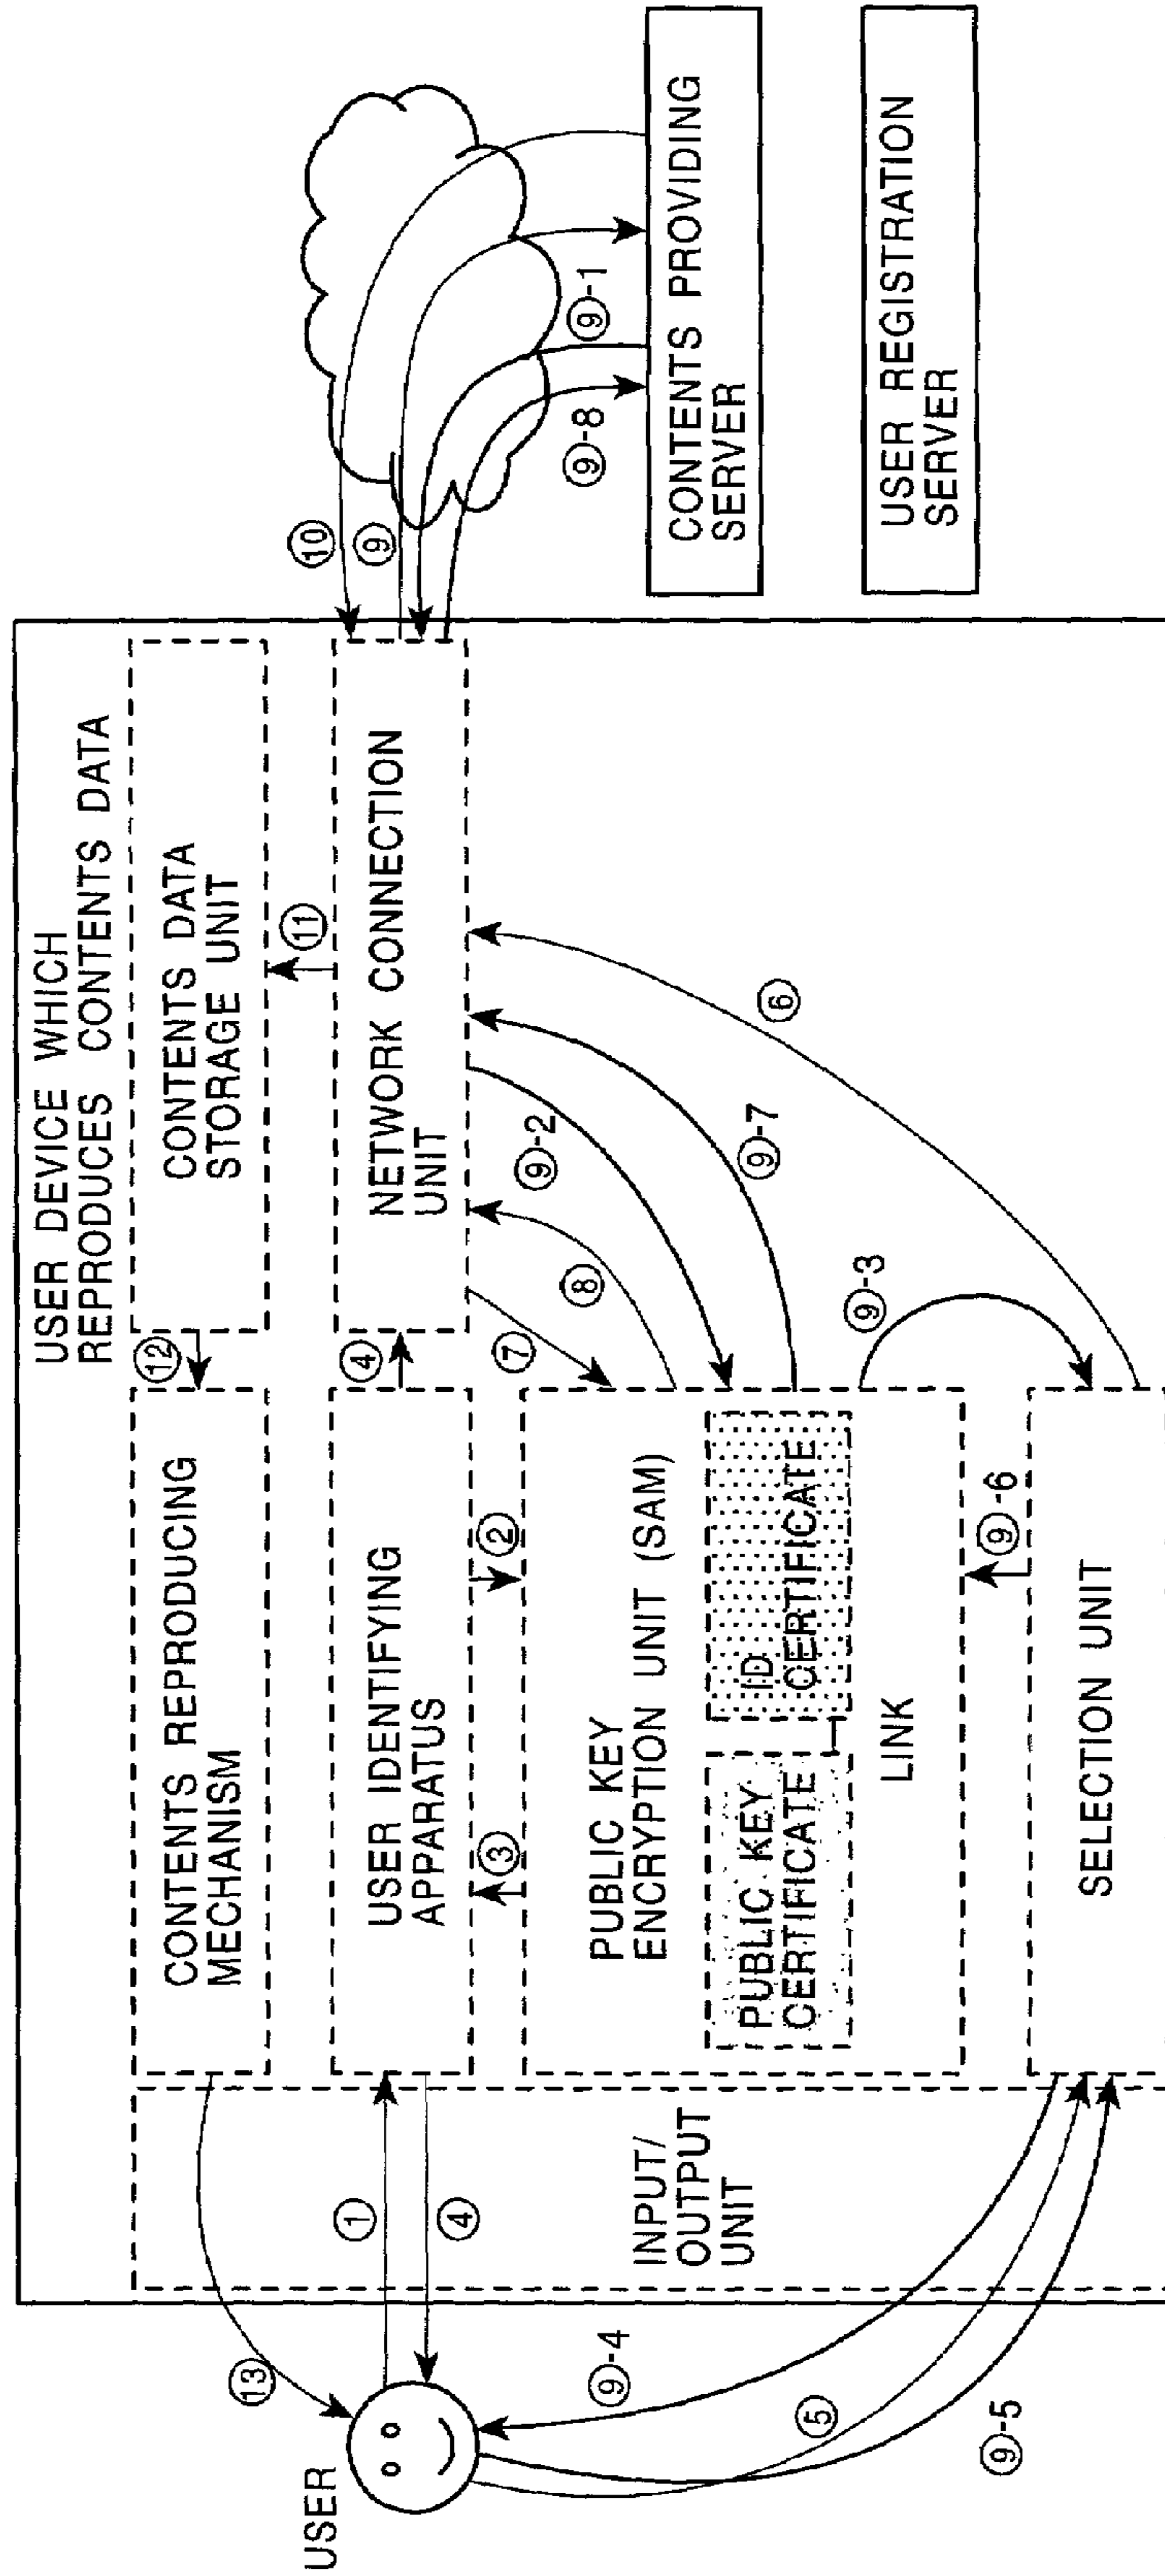 USER DEVICE WHICH
REPRODUCES CONTENTS DATA
USER
⑬
①
④
⑨-4
⑤
⑨-5
INPUT/
OUTPUT
UNIT
CONTENTS REPRODUCING
MECHANISM
⑫
CONTENTS DATA
STORAGE UNIT
⑪
USER IDENTIFYING
APPARATUS
④
NETWORK CONNECTION
UNIT
⑩
⑨
③
②
⑦
⑧
⑨-2
⑨-7
⑥
PUBLIC KEY
ENCRYPTION UNIT (SAM)
PUBLIC KEY
CERTIFICATE
ID
CERTIFICATE
LINK
⑨-3
⑨-6
SELECTION UNIT
⑨-8
⑨-1
CONTENTS PROVIDING
SERVER
USER REGISTRATION
SERVER